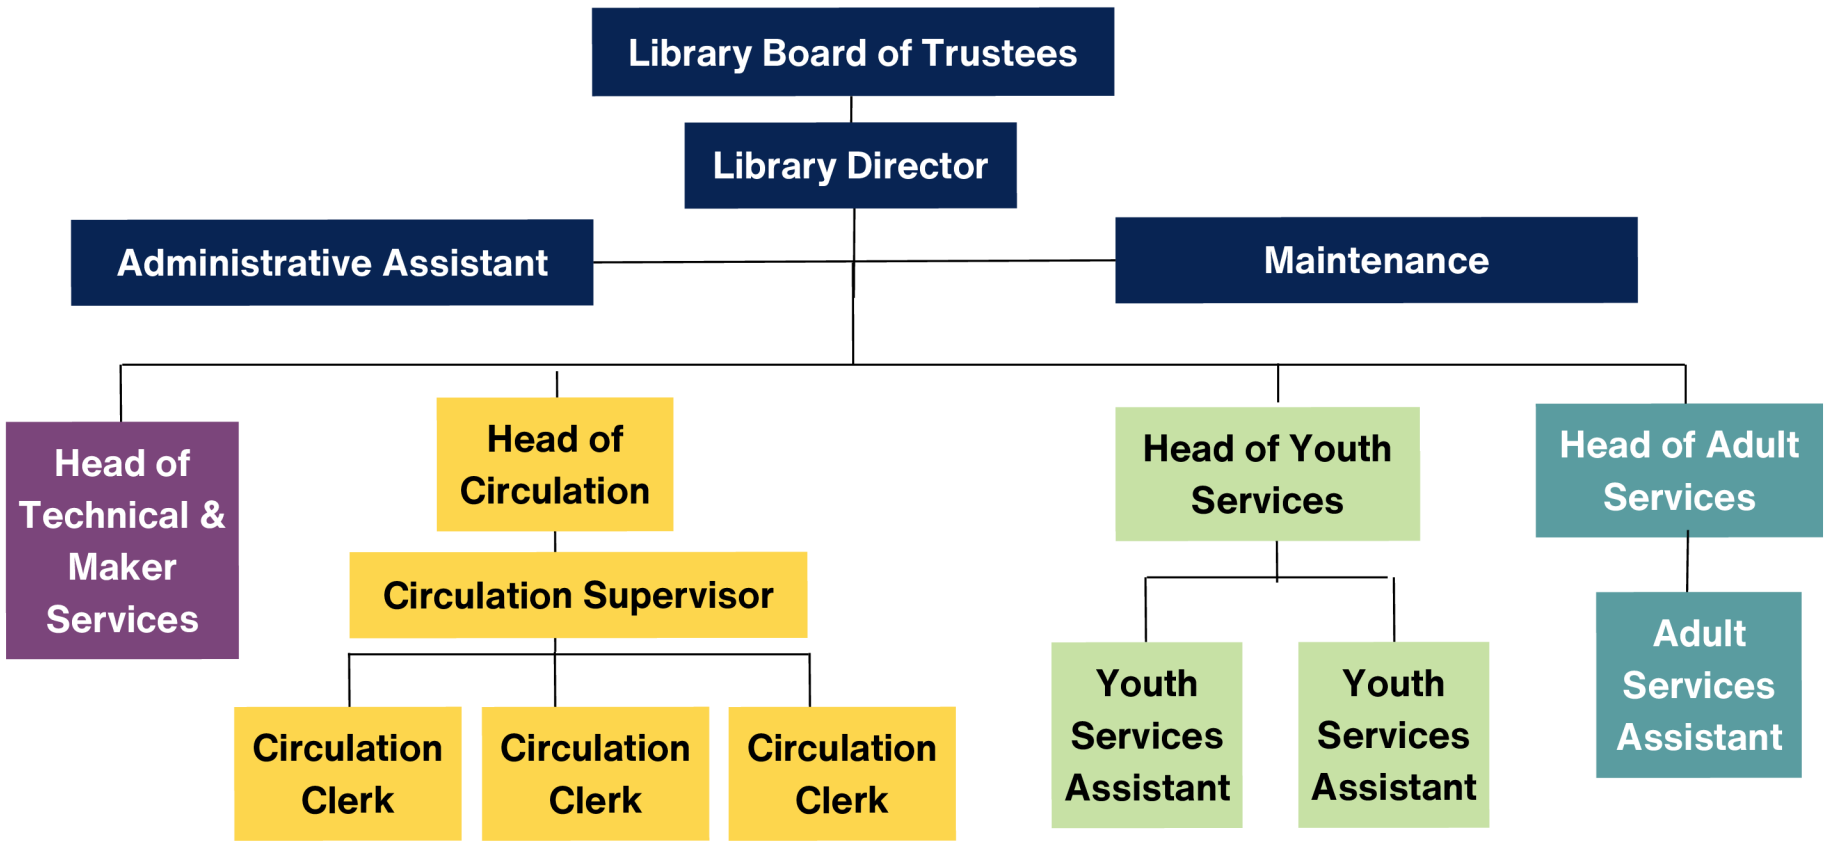 Library Board of Trustees
Library Director
Administrative Assistant
Maintenance
Head of
Technical &
Maker
Services
Head of
Circulation
Circulation Supervisor
Circulation
Clerk
Circulation
Clerk
Circulation
Clerk
Head of Youth
Services
Youth
Services
Assistant
Youth
Services
Assistant
Head of Adult
Services
Adult
Services
Assistant